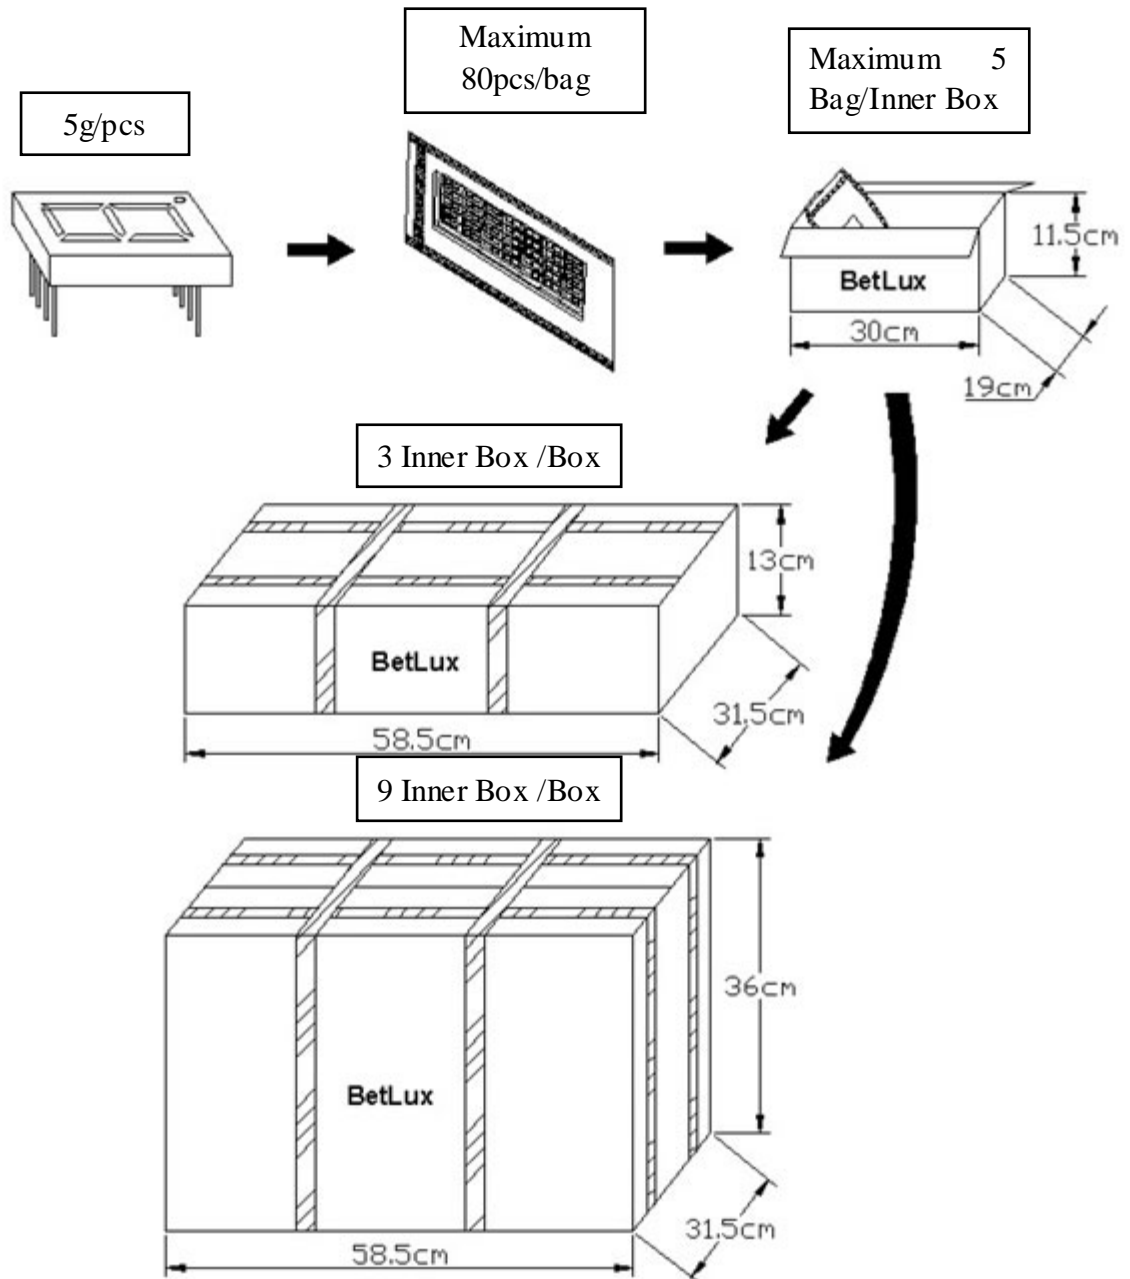 Maximum
80pcs/bag
Maximum 5
Bag/Inner Box
5g/pcs
11.5cm
BetLux
30cm
19cm
3 Inner Box /Box
13cm
BetLux
31.5cm
58.5cm
9 Inner Box /Box
36cm
BetLux
31.5cm
58.5cm